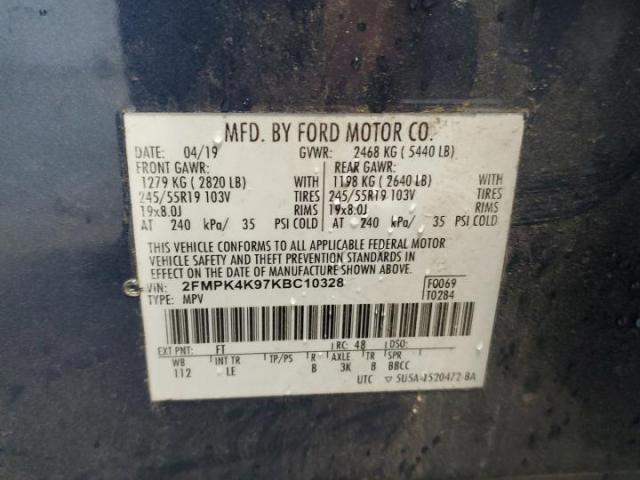 MFD. BY FORD MOTOR CO.
DATE: 04/19 GVWR: 2468 KG (5440 LB)
FRONT GAWR: REAR GAWR:
1279 KG (2820 LB) WITH 1198 KG (2640 LB) WITH
245/55R19 103V TIRES 245/55R19 103V TIRES
19x8.0J RIMS 19x8.0J RIMS
AT 240 kPa/ 35 PSI COLD AT 240 kPa/ 35 PSI COLD
THIS VEHICLE CONFORMS TO ALL APPLICABLE FEDERAL MOTOR
VEHICLE SAFETY AND THEFT PREVENTION STANDARDS IN
EFFECT ON THE DATE OF MANUFACTURE SHOWN ABOVE.
VIN: 2FMPK4K97KBC10328 F0069
TYPE: MPV T0284
EXT PNT: FT RC: 48 DSO:
WB INT TR TP/PS R AXLE TR SPR
112 LE B 3K B BBCC
UTC ▽ 5U5A-1520472-BA